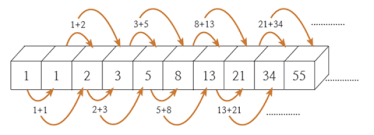 1+2 3+5 8+13 21+34 ..............
1 1 2 3 5 8 13 21 34 55 ..............
1+1 2+3 5+8 13+21 ..............